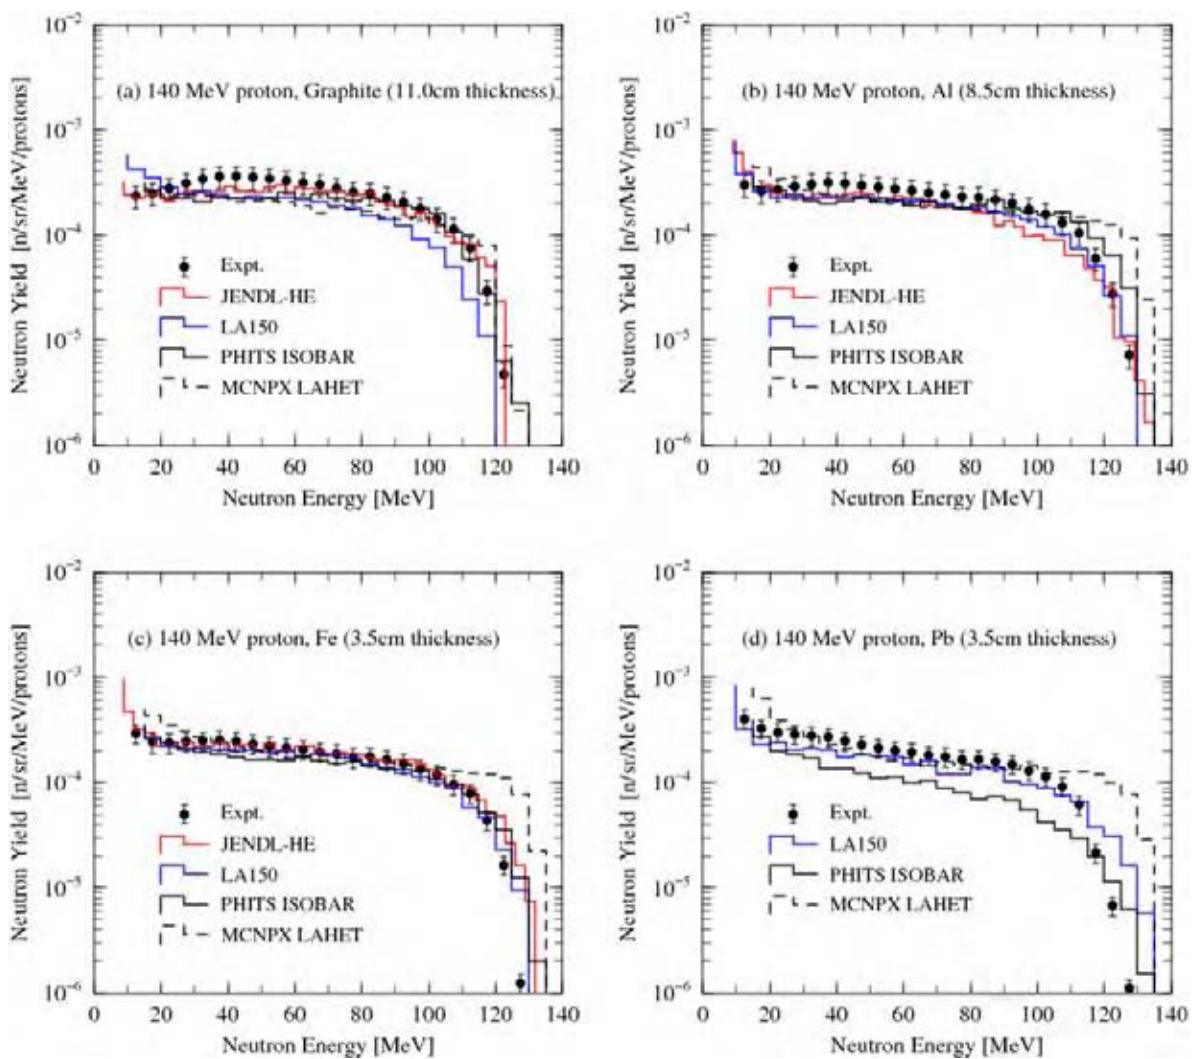 10⁻²
10⁻³
10⁻⁴
10⁻⁵
10⁻⁶
Neutron Yield [n/sr/MeV/protons]
(a) 140 MeV proton, Graphite (11.0cm thickness)
Expt.
JENDL-HE
LA150
PHITS ISOBAR
MCNPX LAHET
0 20 40 60 80 100 120 140
Neutron Energy [MeV]
10⁻²
10⁻³
10⁻⁴
10⁻⁵
10⁻⁶
Neutron Yield [n/sr/MeV/protons]
(b) 140 MeV proton, Al (8.5cm thickness)
Expt.
JENDL-HE
LA150
PHITS ISOBAR
MCNPX LAHET
0 20 40 60 80 100 120 140
Neutron Energy [MeV]
10⁻²
10⁻³
10⁻⁴
10⁻⁵
10⁻⁶
Neutron Yield [n/sr/MeV/protons]
(c) 140 MeV proton, Fe (3.5cm thickness)
Expt.
JENDL-HE
LA150
PHITS ISOBAR
MCNPX LAHET
0 20 40 60 80 100 120 140
Neutron Energy [MeV]
10⁻²
10⁻³
10⁻⁴
10⁻⁵
10⁻⁶
Neutron Yield [n/sr/MeV/protons]
(d) 140 MeV proton, Pb (3.5cm thickness)
Expt.
LA150
PHITS ISOBAR
MCNPX LAHET
0 20 40 60 80 100 120 140
Neutron Energy [MeV]